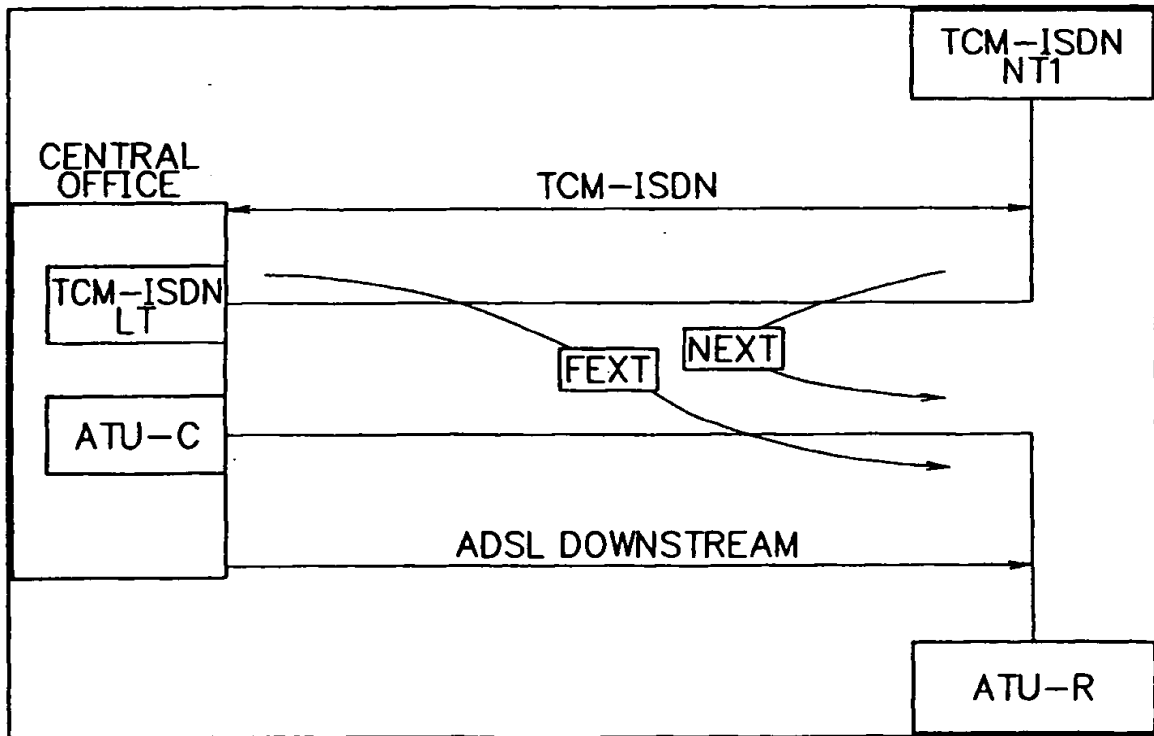 TCM-ISDN
NT1
CENTRAL
OFFICE
TCM-ISDN
TCM-ISDN
LT
NEXT
FEXT
ATU-C
ADSL DOWNSTREAM
ATU-R